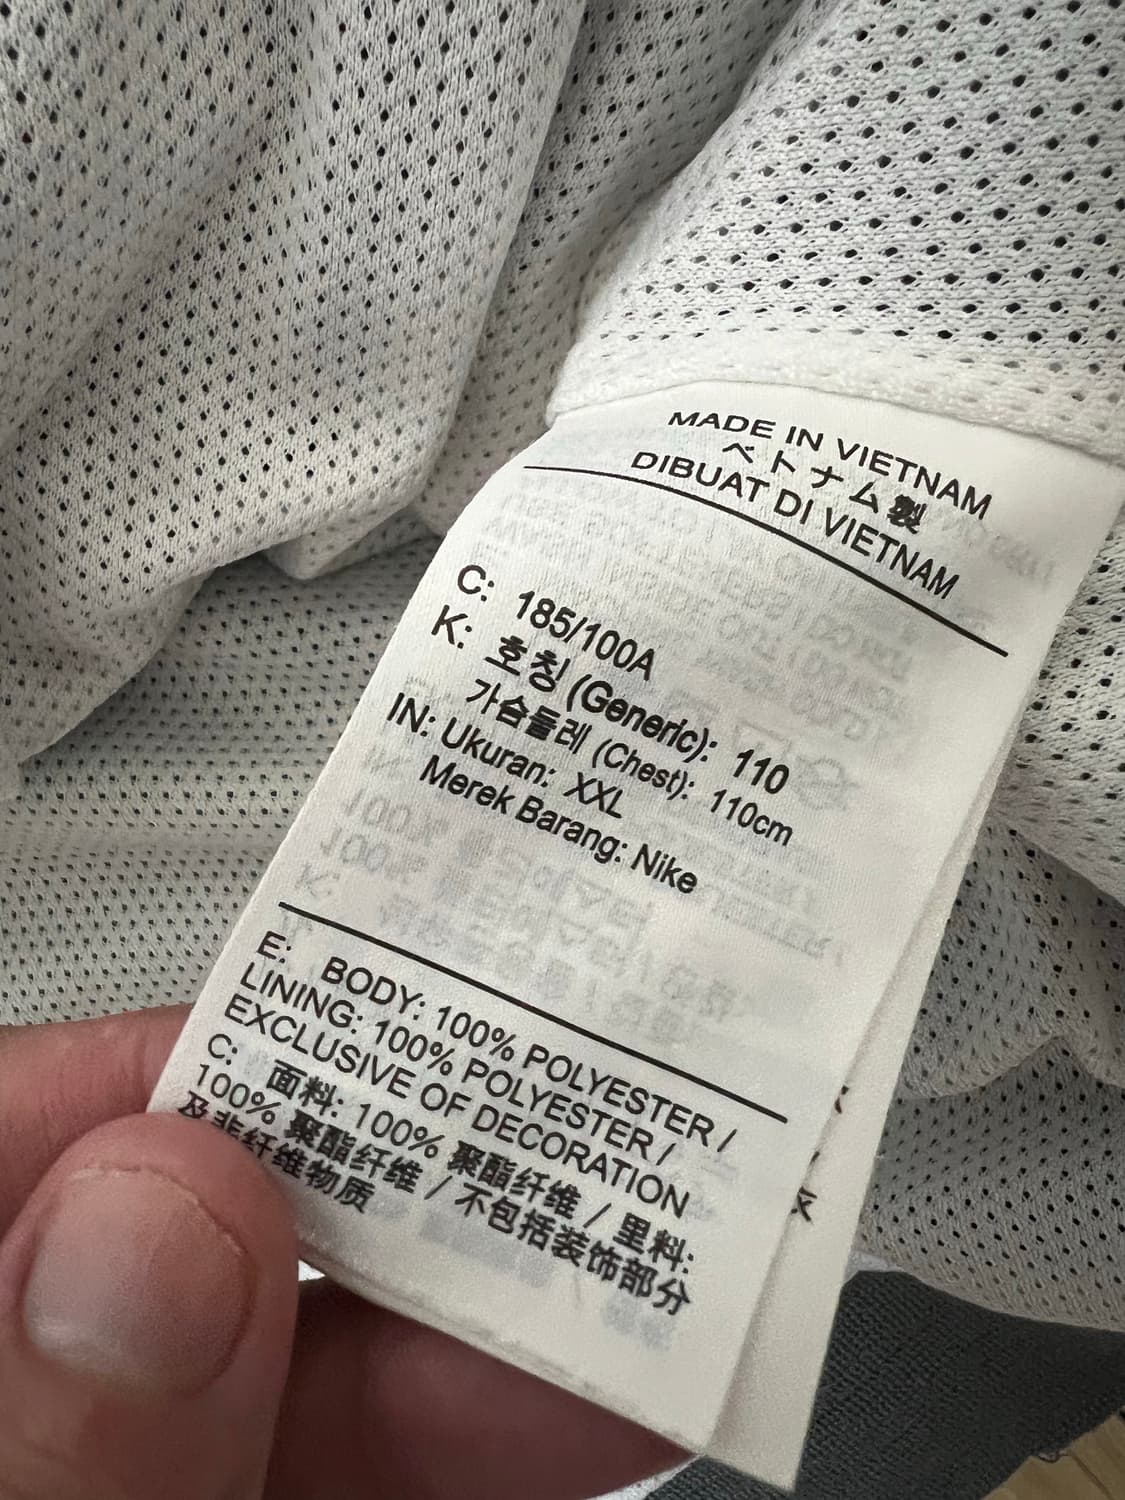 MADE IN VIETNAM
ベトナム製
DIBUAT DI VIETNAM
C: 185/100A
K: 호칭 (Generic): 110
가슴둘레 (Chest): 110cm
IN: Ukuran: XXL
Merek Barang: Nike
E: BODY: 100% POLYESTER /
LINING: 100% POLYESTER /
EXCLUSIVE OF DECORATION
C: 面料: 100% 聚酯纤维 / 里料:
100% 聚酯纤维 / 不包括装饰部分
及非纤维物质